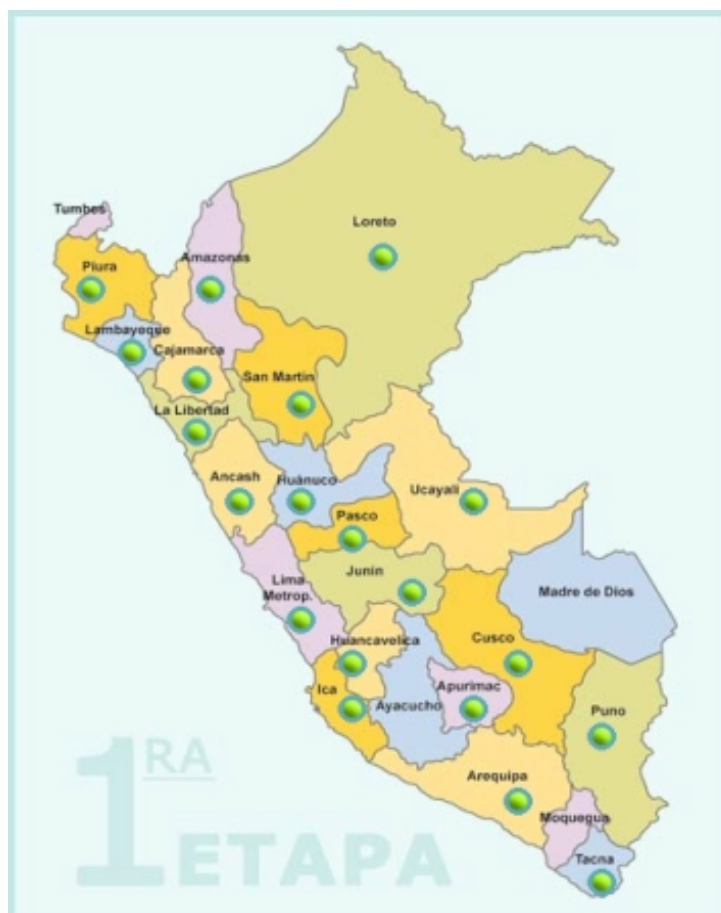 Tumbes
Loreto
Piura
Amazonas
Lambayeque
Cajamarca
San Martin
La Libertad
Ancash
Huánuco
Ucayali
Pasco
Junin
Lima
Metrop.
Madre de Dios
Huancavelica
Cusco
Ica
Ayacucho
Apurimac
Puno
Arequipa
Moquegua
Tacna
1RA
ETAPA